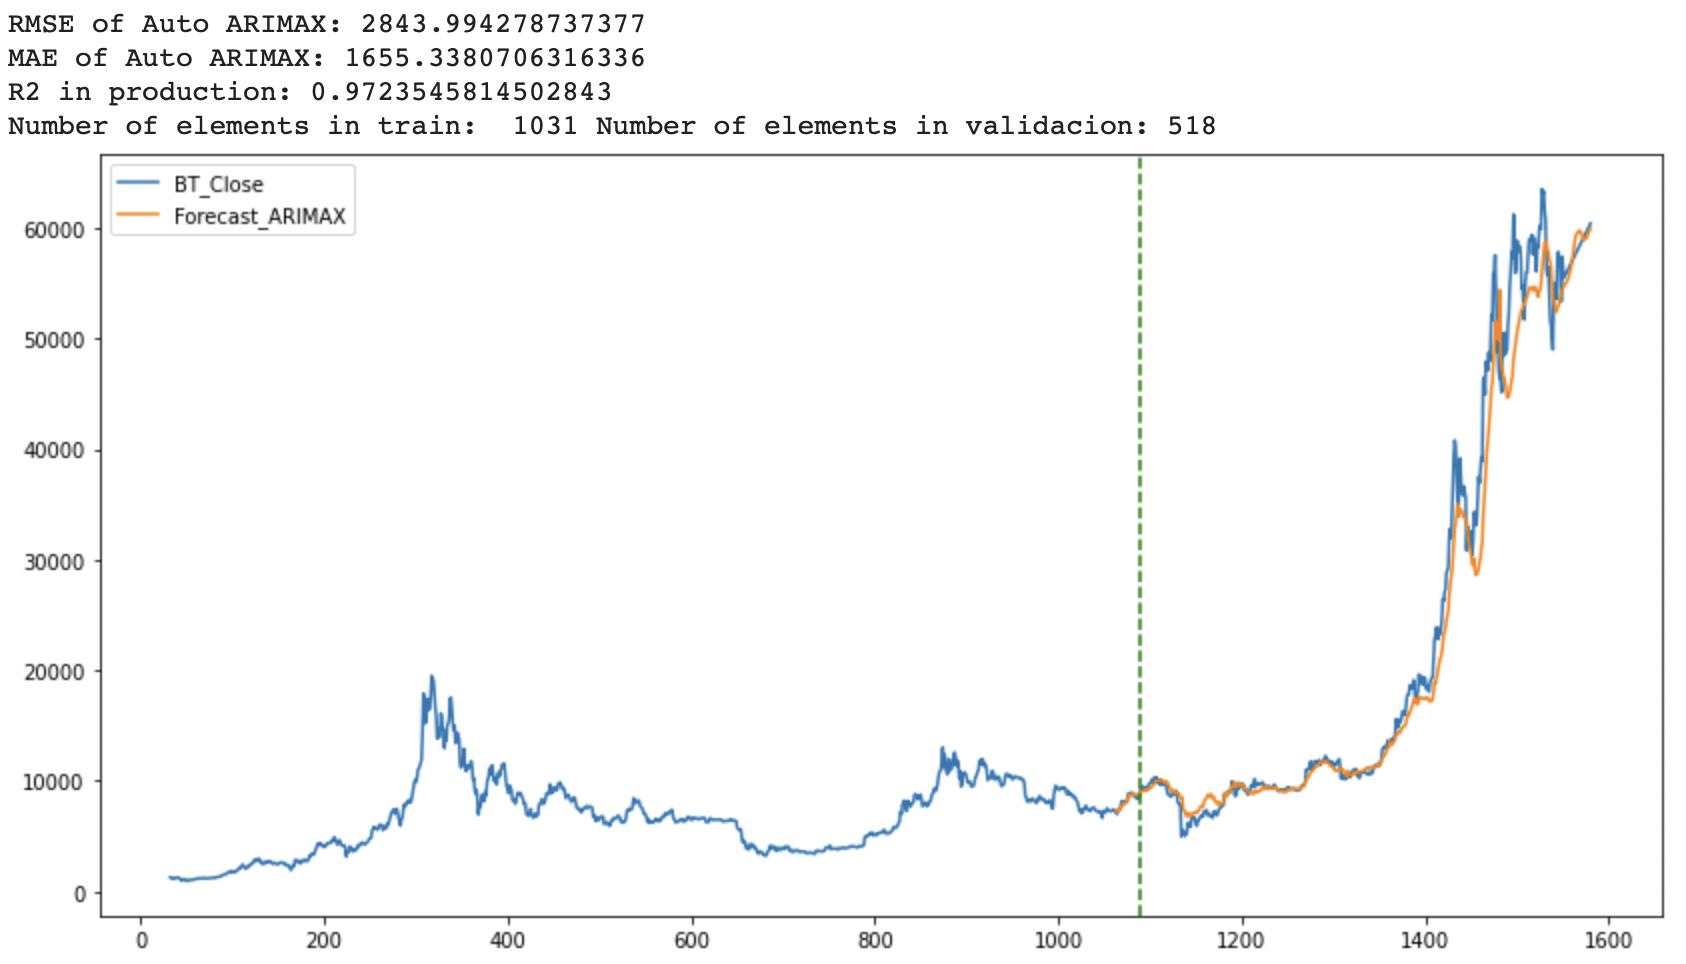 RMSE of Auto ARIMAX: 2843.994278737377
MAE of Auto ARIMAX: 1655.3380706316336
R2 in production: 0.9723545814502843
Number of elements in train:  1031 Number of elements in validacion: 518
BT_Close
Forecast_ARIMAX
60000
50000
40000
30000
20000
10000
0
0 200 400 600 800 1000 1200 1400 1600